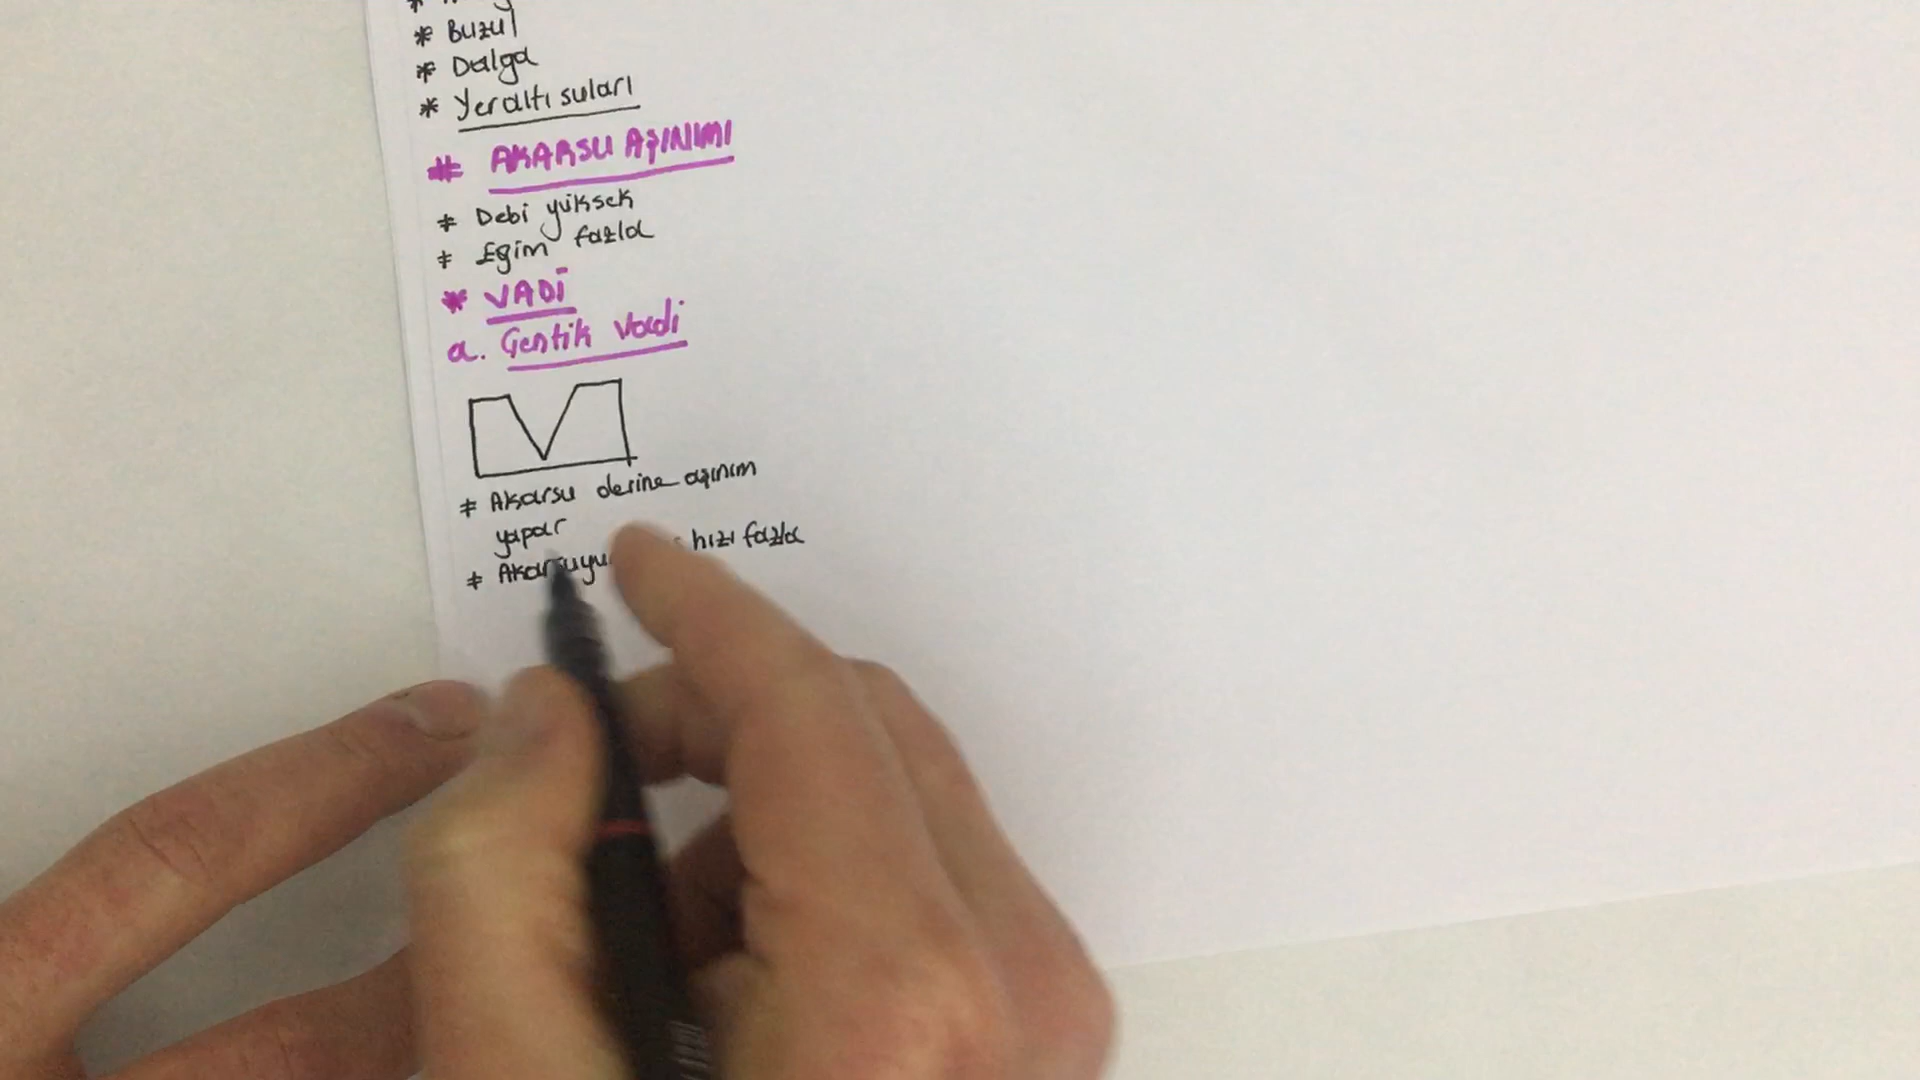 * Buzul
* Dalga
* Yeraltı suları
# AKARSU AŞINIMI
≠ Debi yüksek
≠ Eğim fazla
* VADİ
a. Çentik Vadi
≠ Akarsu derine aşınım
yapar
≠ hızı fazla